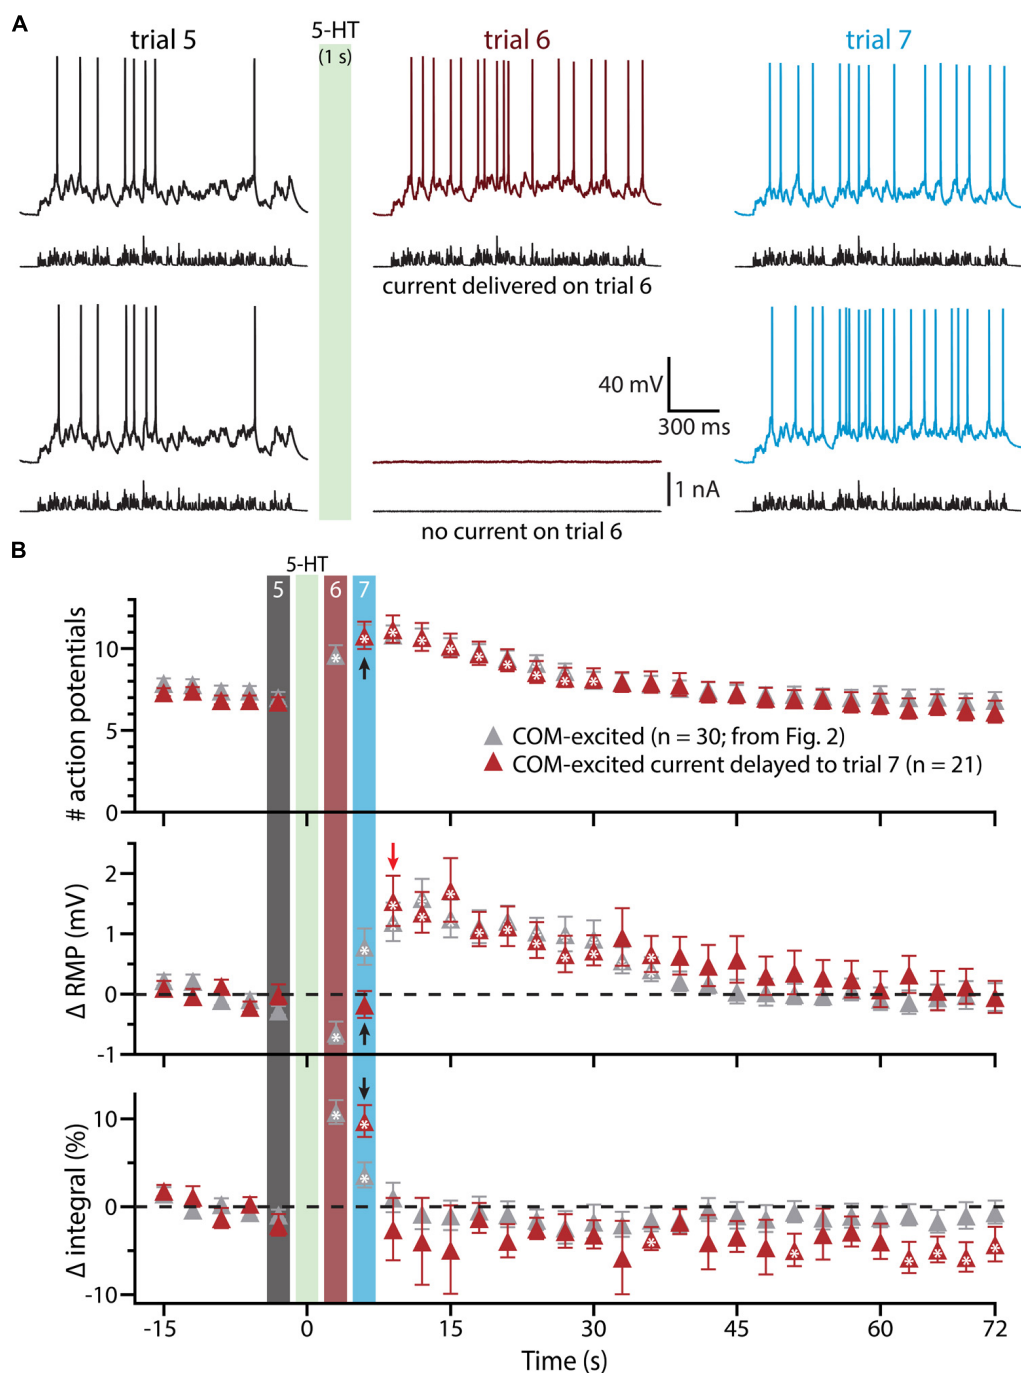 A
trial 5
5-HT
(1 s)
trial 6
trial 7
current delivered on trial 6
40 mV
300 ms
1 nA
no current on trial 6
B
5-HT
5
6
7
# action potentials
10
5
0
COM-excited (n = 30; from Fig. 2)
COM-excited current delayed to trial 7 (n = 21)
Δ RMP (mV)
2
1
0
-1
Δ integral (%)
10
0
-10
-15
0
15
30
45
60
72
Time (s)